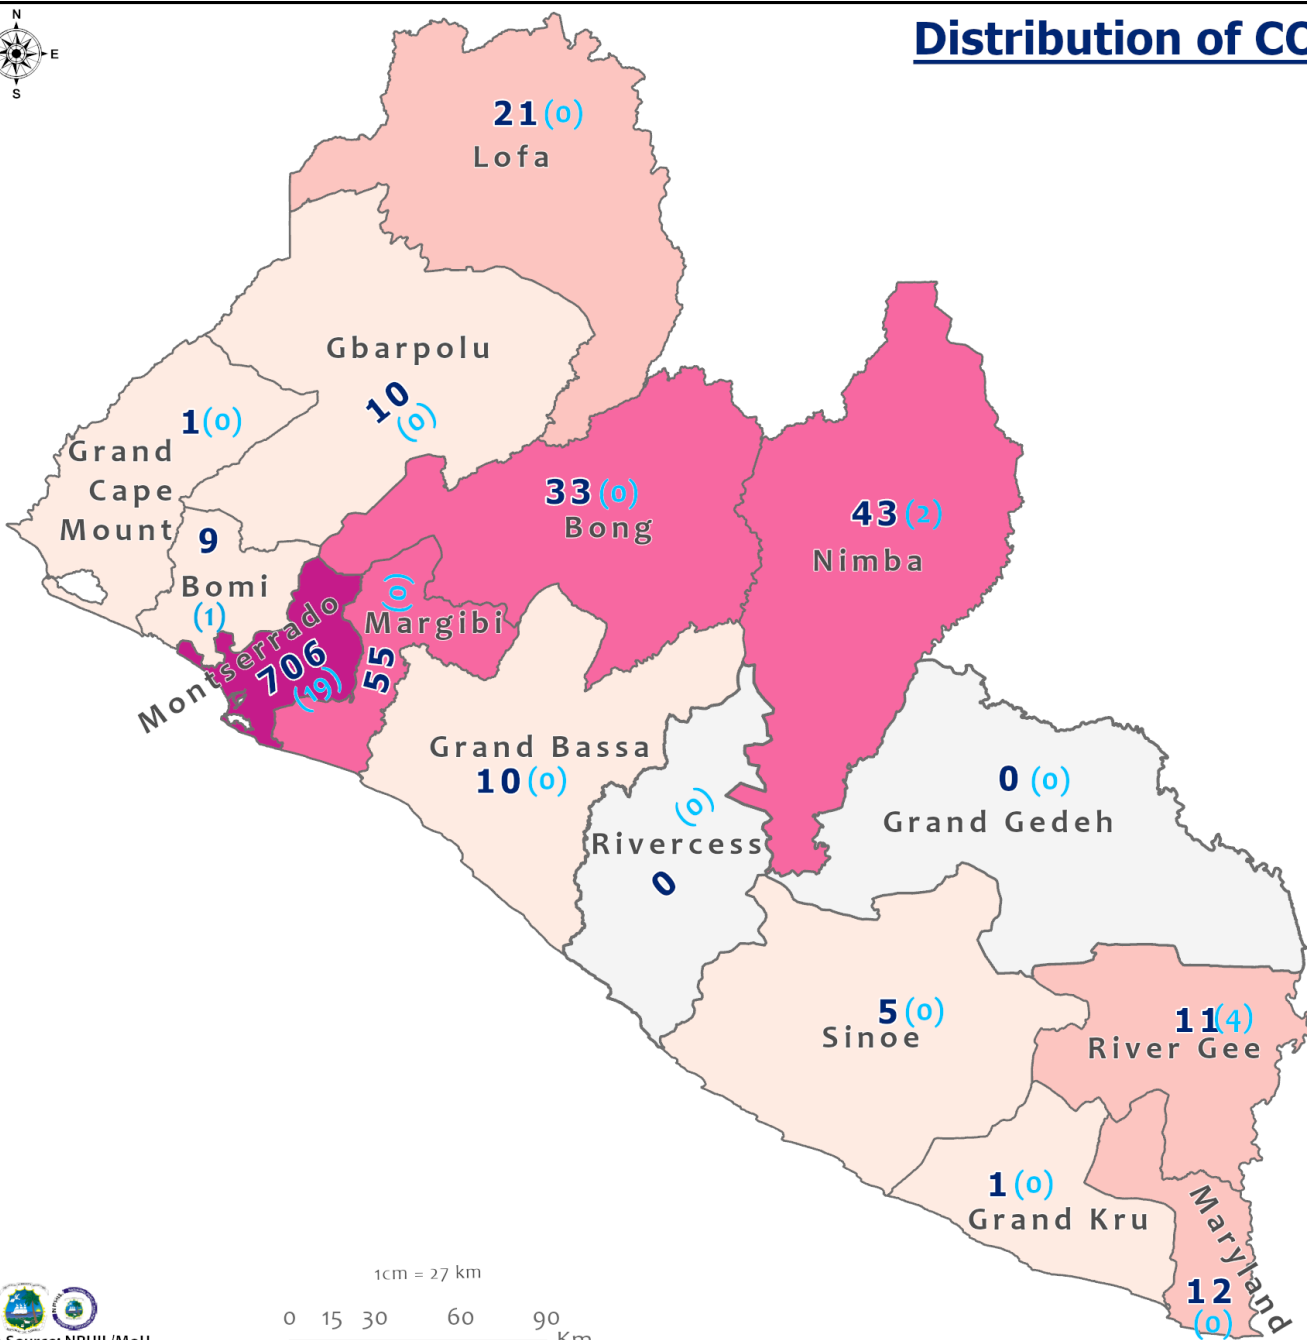 N
E
S
Distribution of CO
21(0)
Lofa
Gbarpolu
10
(0)
1(0)
Grand
Cape
Mount
33(0)
Bong
43(2)
Nimba
9
Bomi
(1)
Montserrado
706
(19)
(0)
Margibi
55
Grand Bassa
10(0)
(0)
Rivercess
0
0 (0)
Grand Gedeh
5(0)
Sinoe
11(4)
River Gee
1(0)
Grand Kru
Maryland
12
(0)
1cm = 27 km
0 15 30 60 90
Km